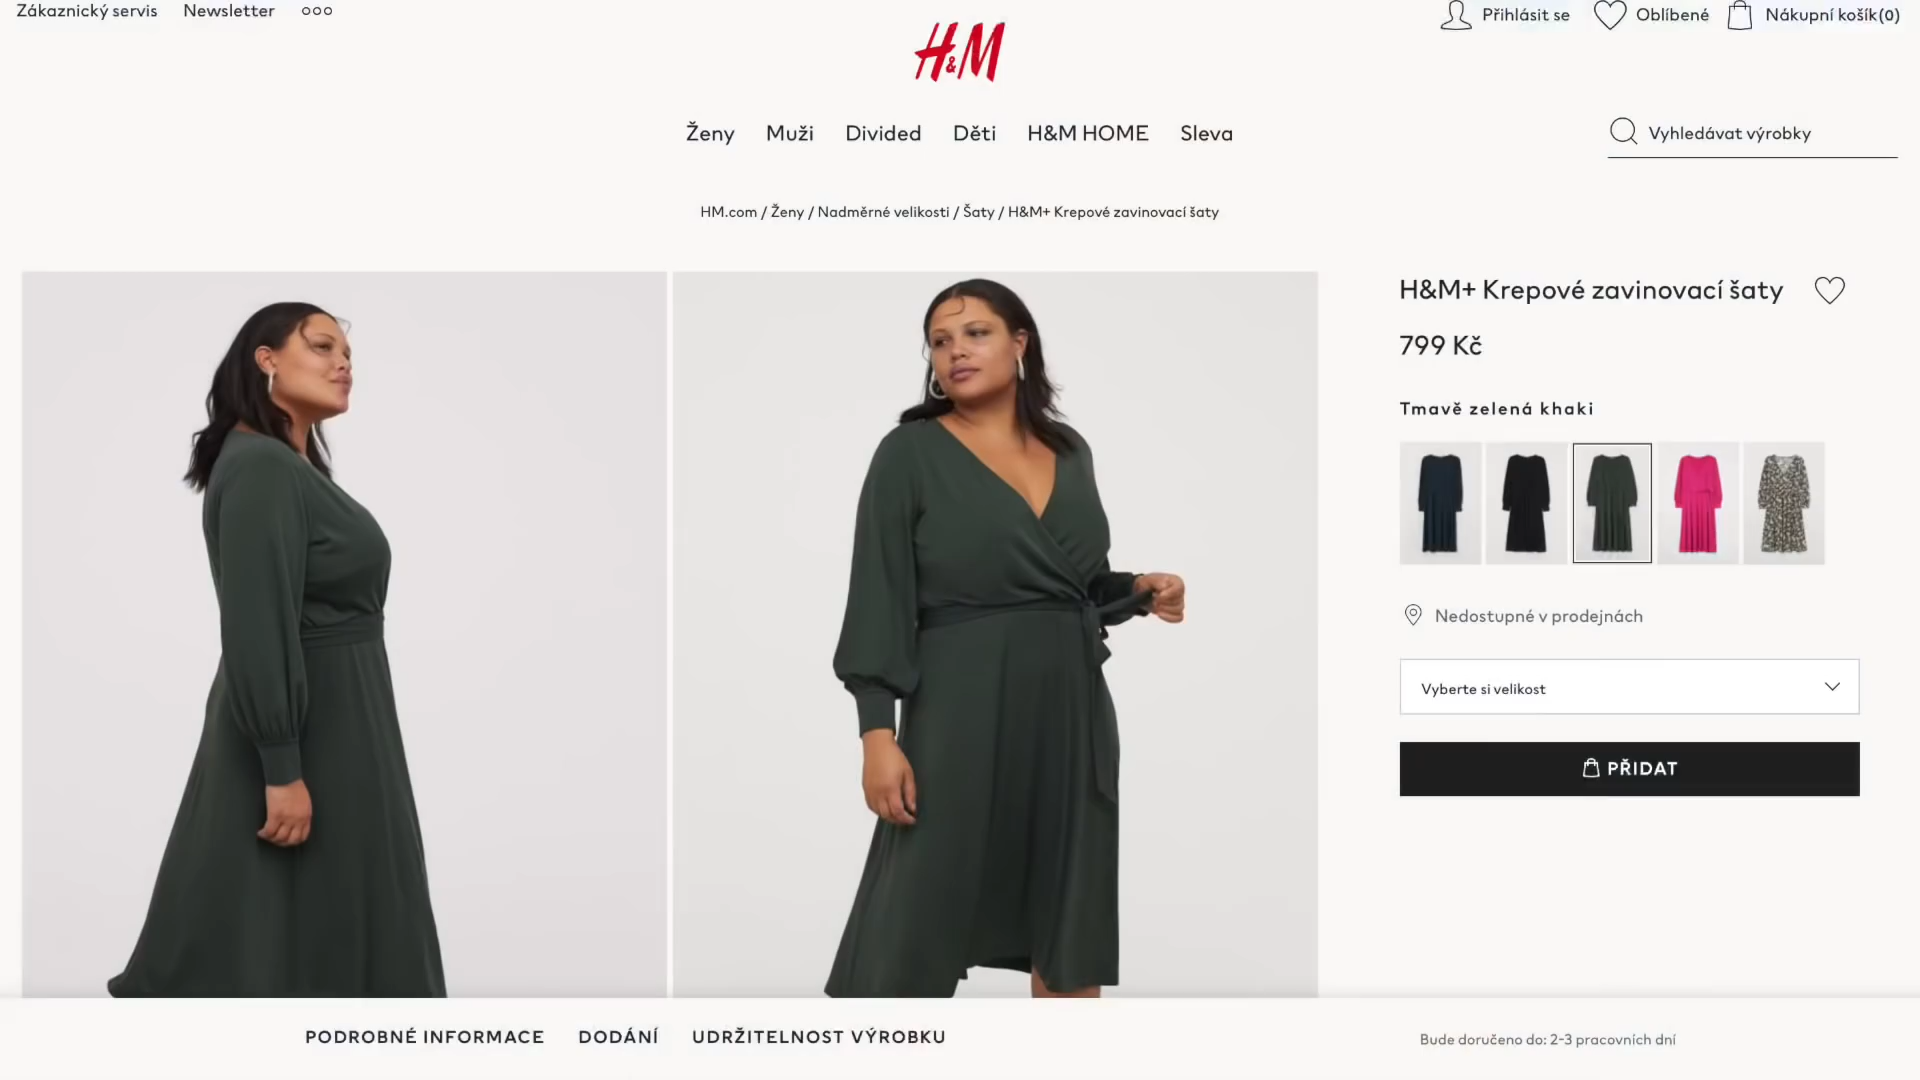 Zákaznický servis
Newsletter
Přihlásit se
Oblíbené
Nákupní košík(0)
H&M
Ženy
Muži
Divided
Děti
H&M HOME
Sleva
Vyhledávat výrobky
HM.com / Ženy / Nadměrné velikosti / Šaty / H&M+ Krepové zavinovací šaty
H&M+ Krepové zavinovací šaty
799 Kč
Tmavě zelená khaki
Nedostupné v prodejnách
Vyberte si velikost
PŘIDAT
PODROBNÉ INFORMACE
DODÁNÍ
UDRŽITELNOST VÝROBKU
Bude doručeno do: 2-3 pracovních dní